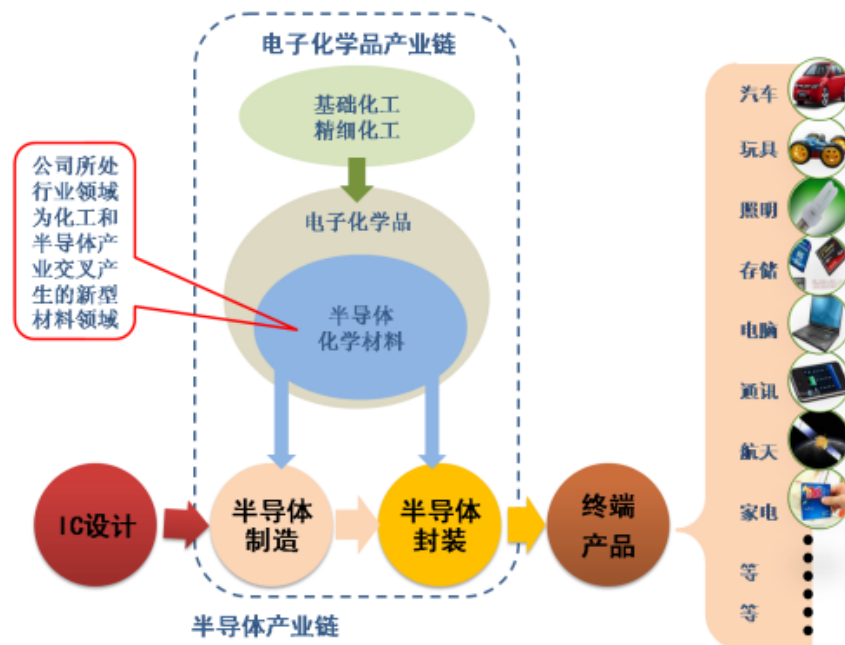 电子化学品产业链
基础化工
精细化工
公司所处
行业领域
为化工和
半导体产
业交叉产
生的新型
材料领域
电子化学品
半导体
化学材料
IC设计
半导体
制造
半导体
封装
终端
产品
半导体产业链
汽车
玩具
照明
存储
电脑
通讯
航天
家电
等
等